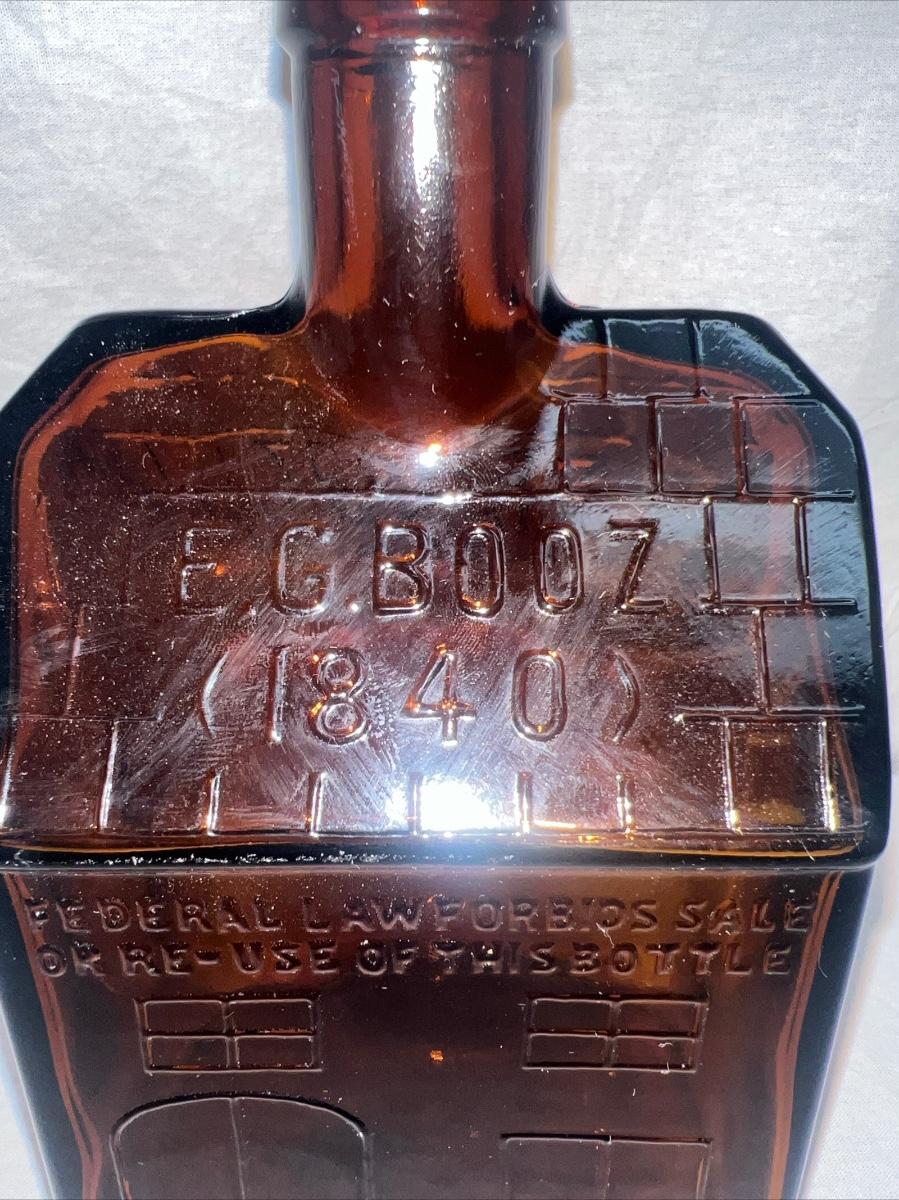 E.G.BOOZ
(1840)
FEDERAL LAW FORBIDS SALE
OR RE-USE OF THIS BOTTLE